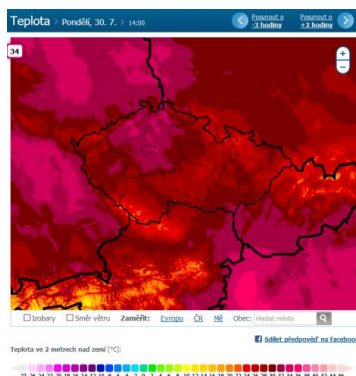 Teplota > Pondělí, 30. 7. > 14:00
Posunout o -3 hodiny
Posunout o +3 hodiny
34
+
−
Izobary Směr větru Zaměřit: Evropu ČR Mě Obec: Hledat město
Sdílet předpověď na Facebook
Teplota ve 2 metrech nad zemí [°C]: